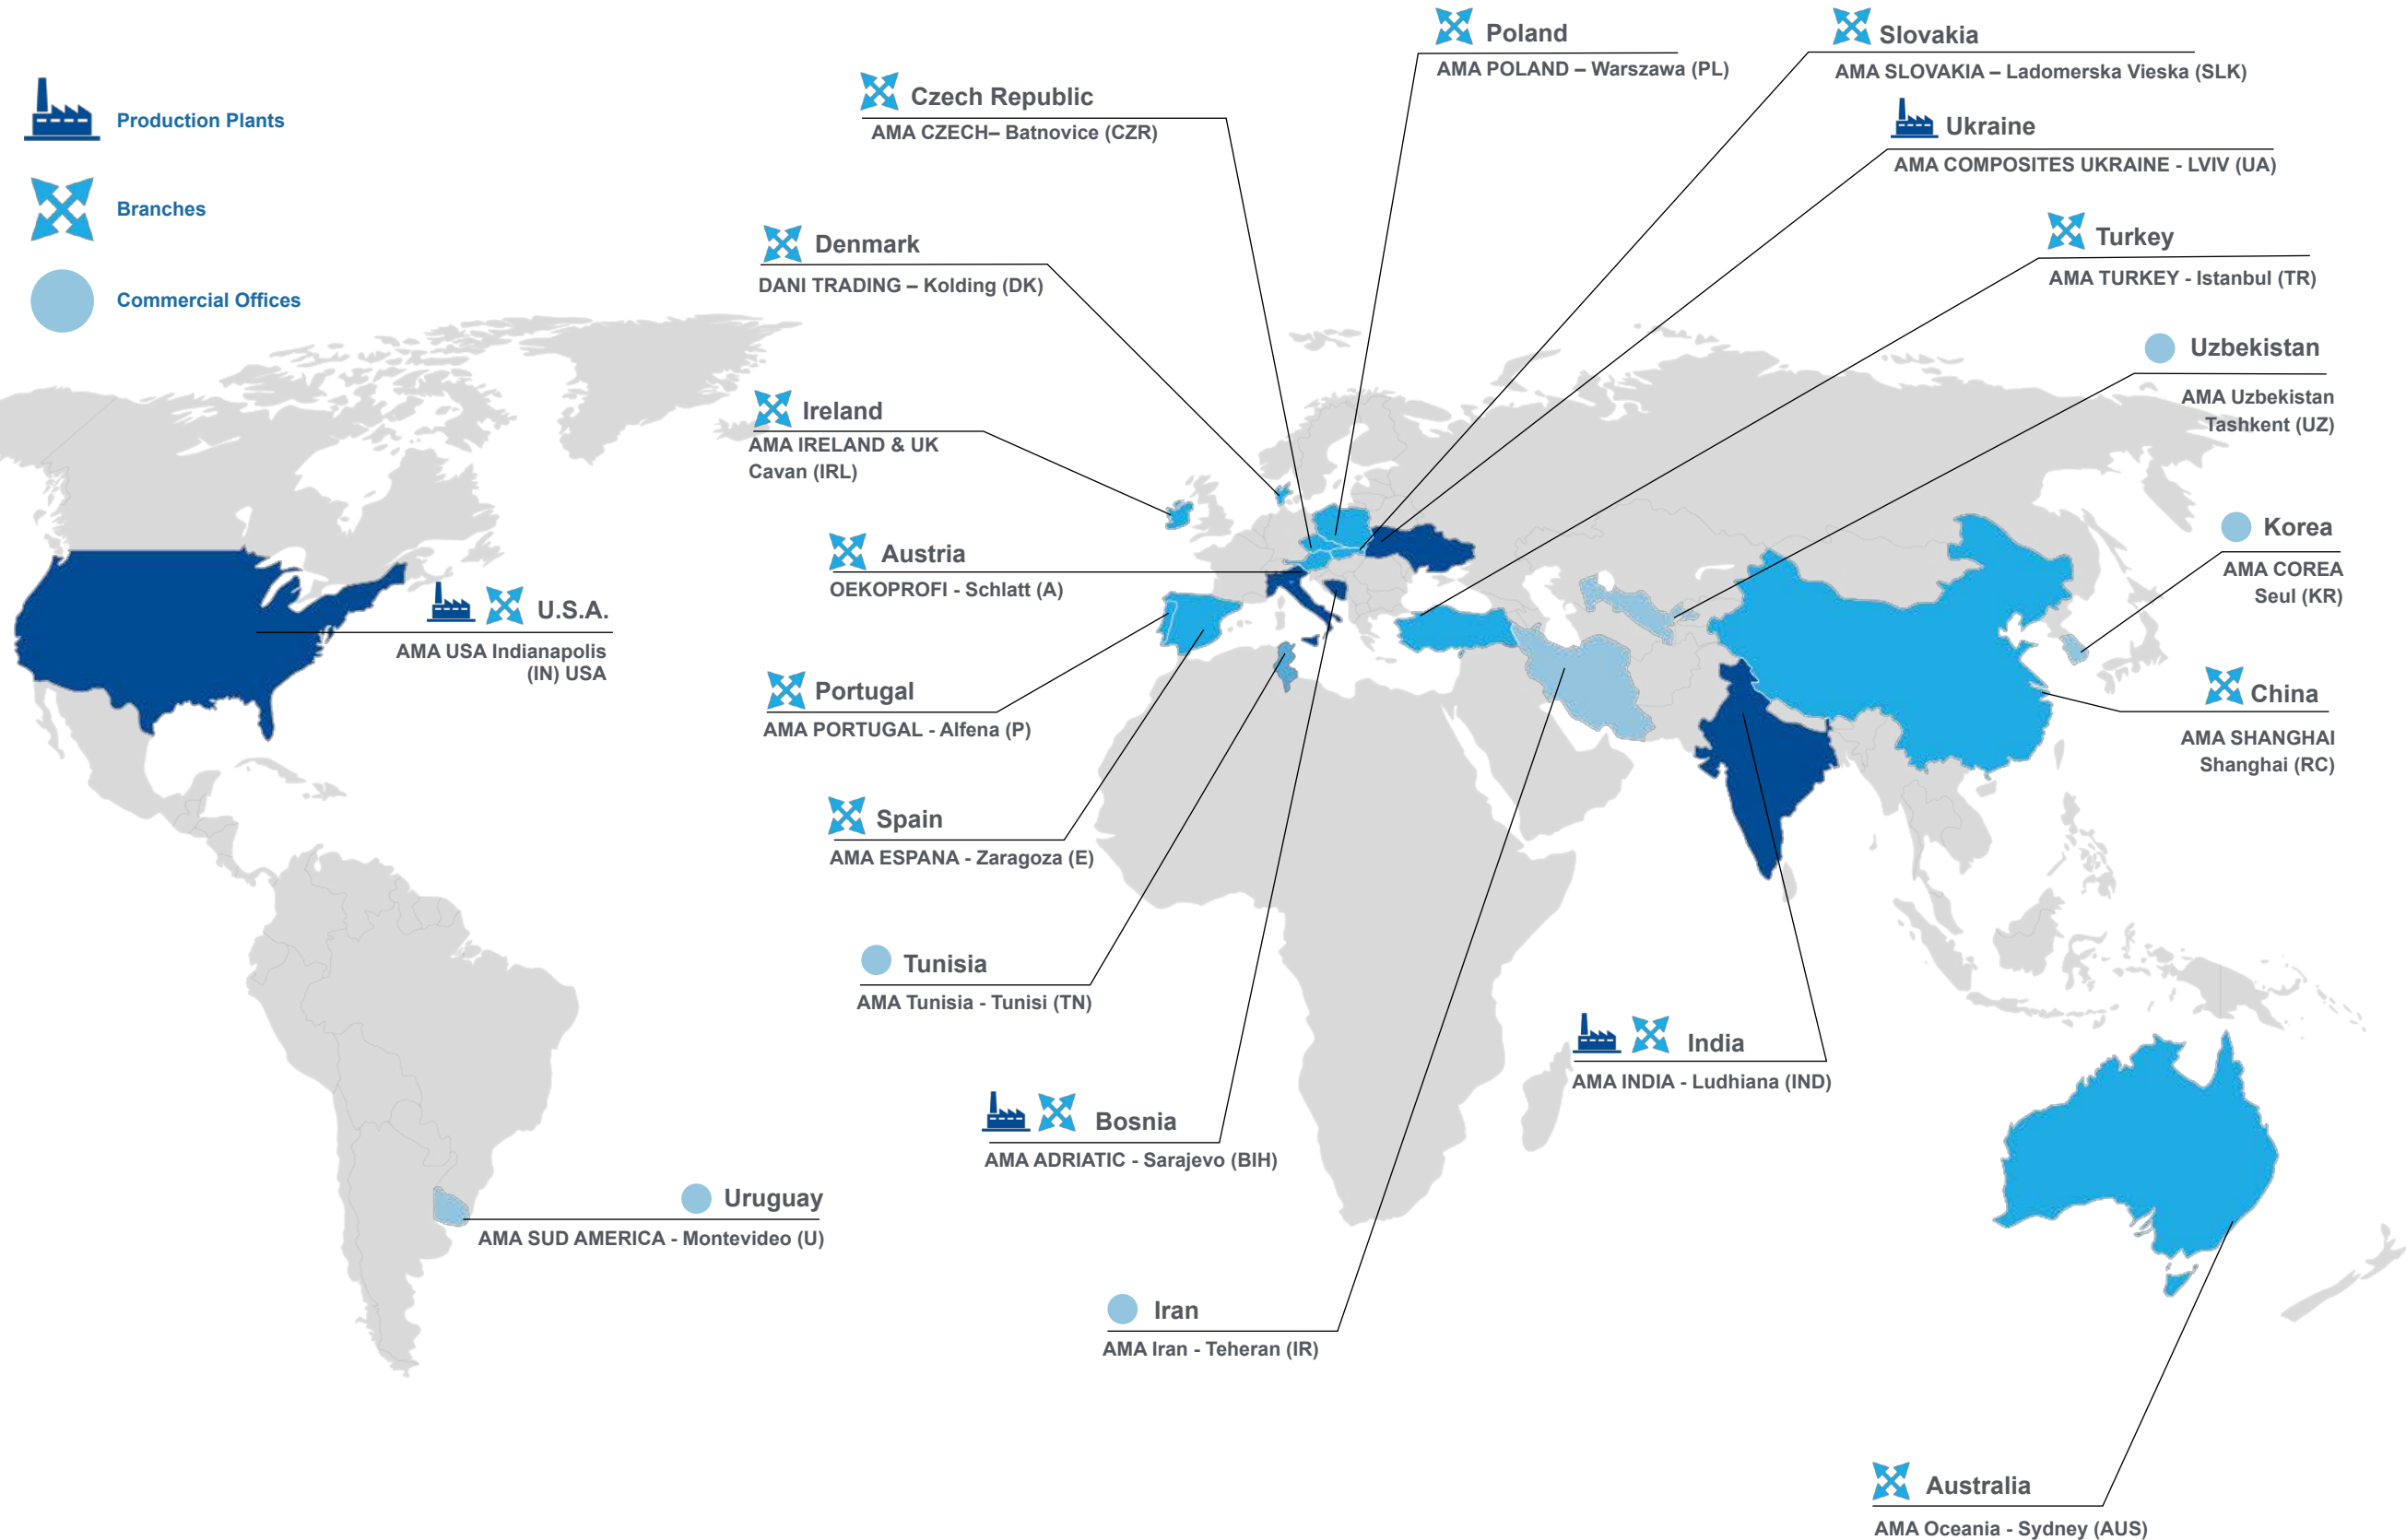 Production Plants
Branches
Commercial Offices
Poland
AMA POLAND – Warszawa (PL)
Slovakia
AMA SLOVAKIA – Ladomerska Vieska (SLK)
Czech Republic
AMA CZECH– Batnovice (CZR)
Ukraine
AMA COMPOSITES UKRAINE - LVIV (UA)
Denmark
DANI TRADING – Kolding (DK)
Turkey
AMA TURKEY - Istanbul (TR)
Uzbekistan
AMA Uzbekistan
Tashkent (UZ)
Ireland
AMA IRELAND & UK
Cavan (IRL)
Korea
AMA COREA
Seul (KR)
Austria
OEKOPROFI - Schlatt (A)
U.S.A.
AMA USA Indianapolis
(IN) USA
Portugal
AMA PORTUGAL - Alfena (P)
China
AMA SHANGHAI
Shanghai (RC)
Spain
AMA ESPANA - Zaragoza (E)
Tunisia
AMA Tunisia - Tunisi (TN)
India
AMA INDIA - Ludhiana (IND)
Bosnia
AMA ADRIATIC - Sarajevo (BIH)
Uruguay
AMA SUD AMERICA - Montevideo (U)
Iran
AMA Iran - Teheran (IR)
Australia
AMA Oceania - Sydney (AUS)